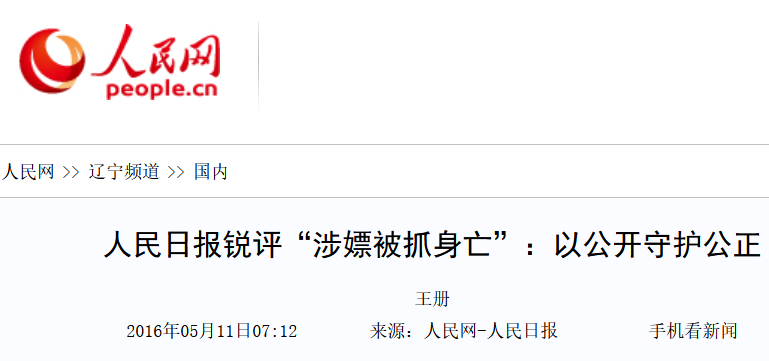 人民网
people.cn
人民网 >> 辽宁频道 >> 国内
人民日报锐评“涉嫖被抓身亡”：以公开守护公正
王册
2016年05月11日07:12 来源：人民网-人民日报 手机看新闻